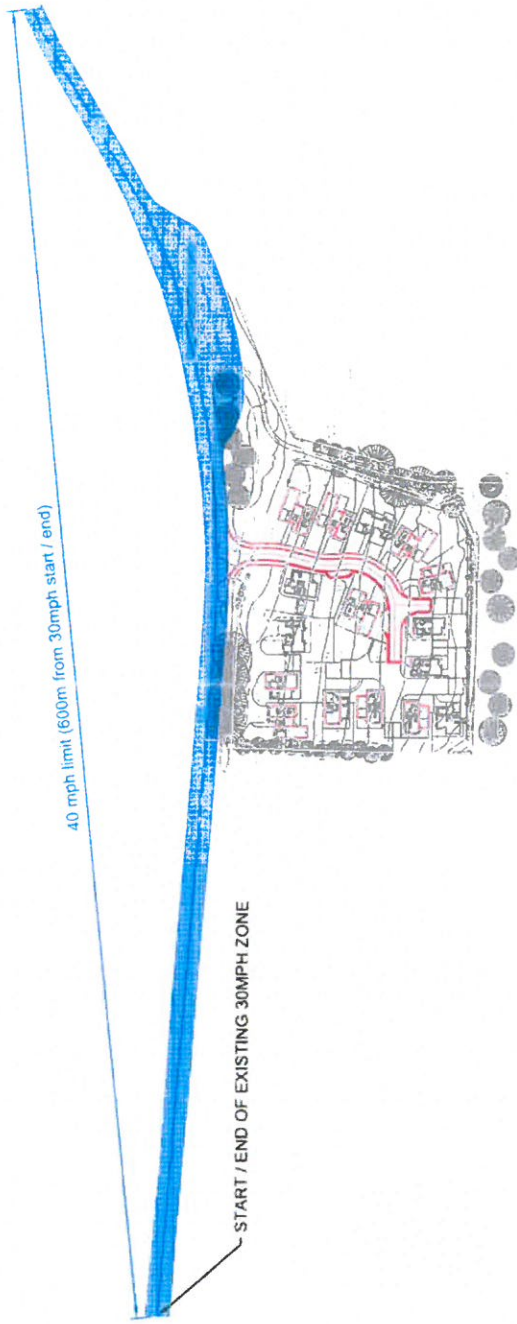 40 mph limit (600m from 30mph start / end)
START / END OF EXISTING 30MPH ZONE